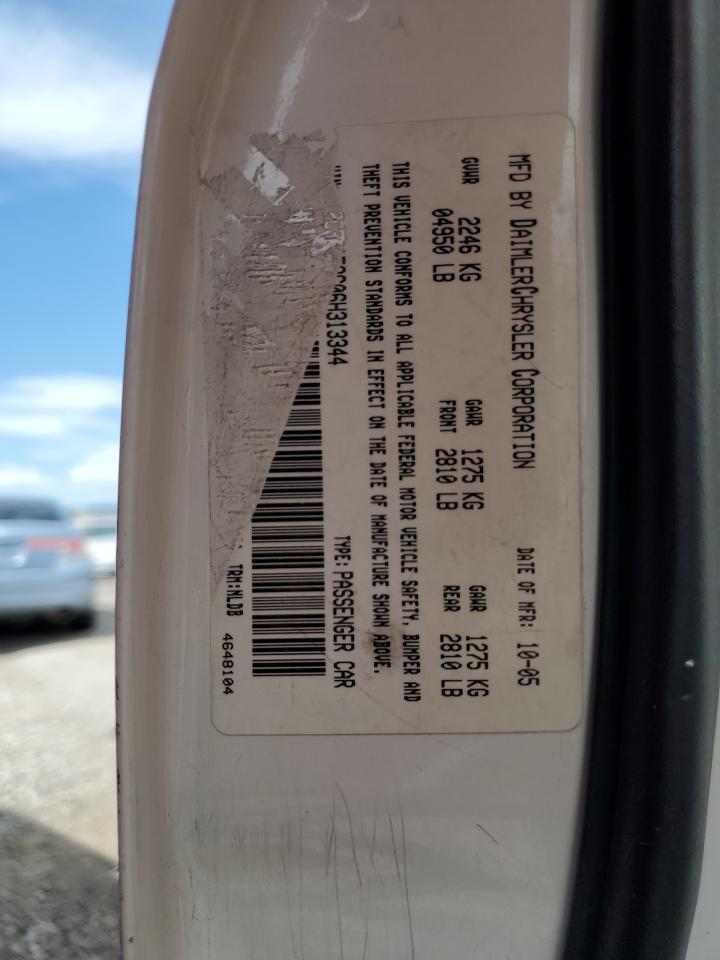 MFD BY DAIMLERCHRYSLER CORPORATION DATE OF MFR: 10-05
GVWR 2246 KG GAWR 1275 KG GAWR 1275 KG
04950 LB FRONT 2810 LB REAR 2810 LB
THIS VEHICLE CONFORMS TO ALL APPLICABLE FEDERAL MOTOR VEHICLE SAFETY, BUMPER AND
THEFT PREVENTION STANDARDS IN EFFECT ON THE DATE OF MANUFACTURE SHOWN ABOVE.
06H313344 TYPE: PASSENGER CAR
TRM:NLDB 4648104